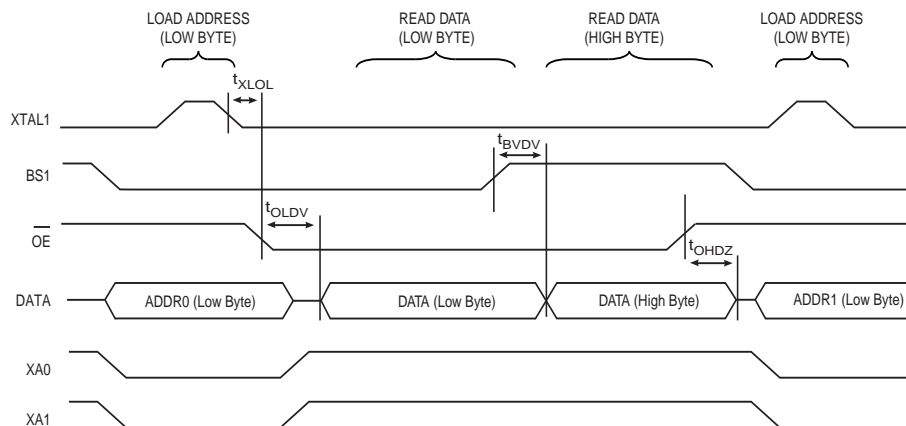 LOAD ADDRESS
(LOW BYTE)
READ DATA
(LOW BYTE)
READ DATA
(HIGH BYTE)
LOAD ADDRESS
(LOW BYTE)
tXLOL
XTAL1
tBVDV
BS1
tOLDV
OE
tOHDZ
DATA
ADDR0 (Low Byte)
DATA (Low Byte)
DATA (High Byte)
ADDR1 (Low Byte)
XA0
XA1